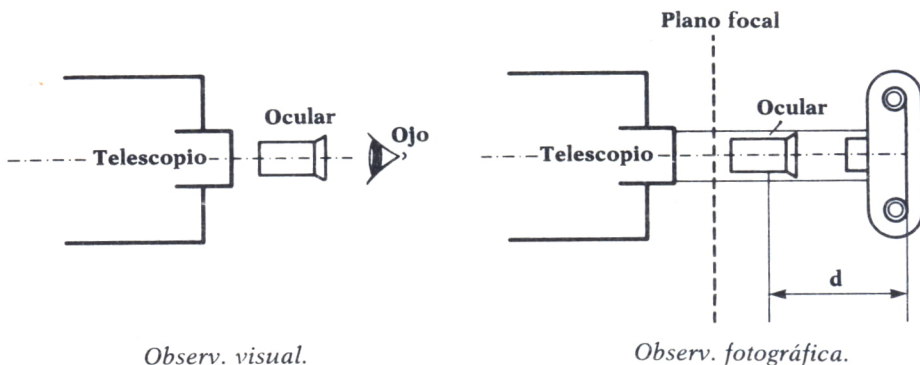 Plano focal
Ocular
Ojo
Telescopio
Ocular
Telescopio
d
Observ. visual.
Observ. fotográfica.